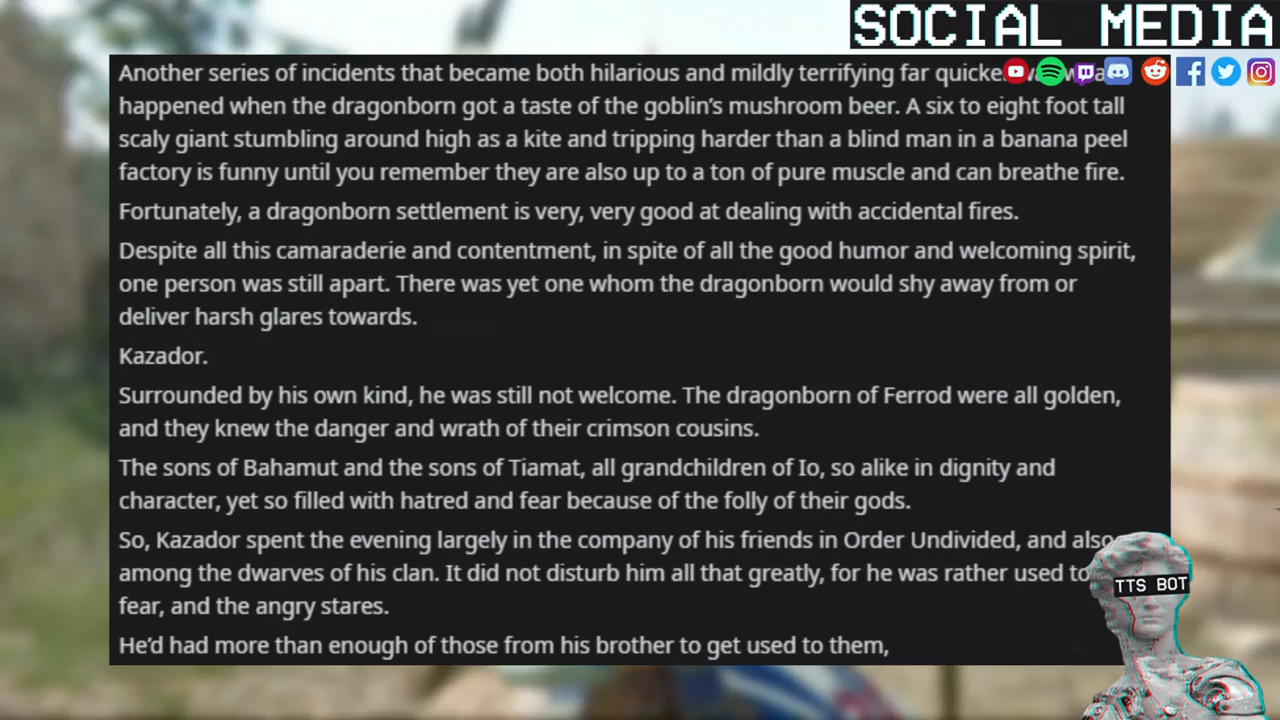 SOCIAL MEDIA
Another series of incidents that became both hilarious and mildly terrifying far
happened when the dragonborn got a taste of the goblin’s mushroom beer. A six to eight foot tall
scaly giant stumbling around high as a kite and tripping harder than a blind man in a banana peel
factory is funny until you remember they are also up to a ton of pure muscle and can breathe fire.
Fortunately, a dragonborn settlement is very, very good at dealing with accidental fires.
Despite all this camaraderie and contentment, in spite of all the good humor and welcoming spirit,
one person was still apart. There was yet one whom the dragonborn would shy away from or
deliver harsh glares towards.
Kazador.
Surrounded by his own kind, he was still not welcome. The dragonborn of Ferrod were all golden,
and they knew the danger and wrath of their crimson cousins.
The sons of Bahamut and the sons of Tiamat, all grandchildren of Io, so alike in dignity and
character, yet so filled with hatred and fear because of the folly of their gods.
So, Kazador spent the evening largely in the company of his friends in Order Undivided, and also
among the dwarves of his clan. It did not disturb him all that greatly, for he was rather used to
fear, and the angry stares.
He’d had more than enough of those from his brother to get used to them,
TTS BOT